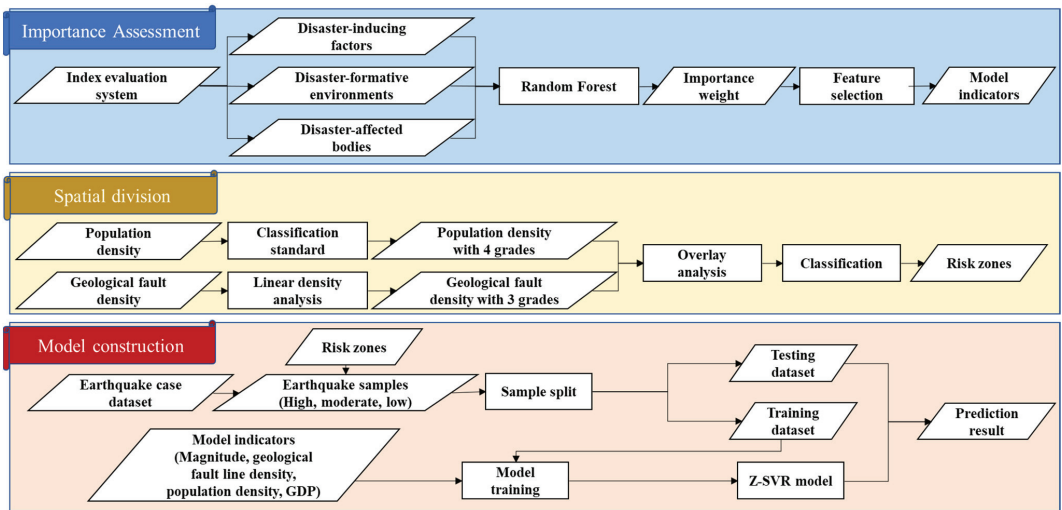 Importance Assessment
Index evaluation
system
Disaster-inducing
factors
Disaster-formative
environments
Disaster-affected
bodies
Random Forest
Importance
weight
Feature
selection
Model
indicators
Spatial division
Population
density
Classification
standard
Population density
with 4 grades
Geological fault
density
Linear density
analysis
Geological fault
density with 3 grades
Overlay
analysis
Classification
Risk zones
Model construction
Risk zones
Earthquake case
dataset
Earthquake samples
(High, moderate, low)
Sample split
Testing
dataset
Training
dataset
Prediction
result
Model indicators
(Magnitude, geological
fault line density,
population density, GDP)
Model
training
Z-SVR model